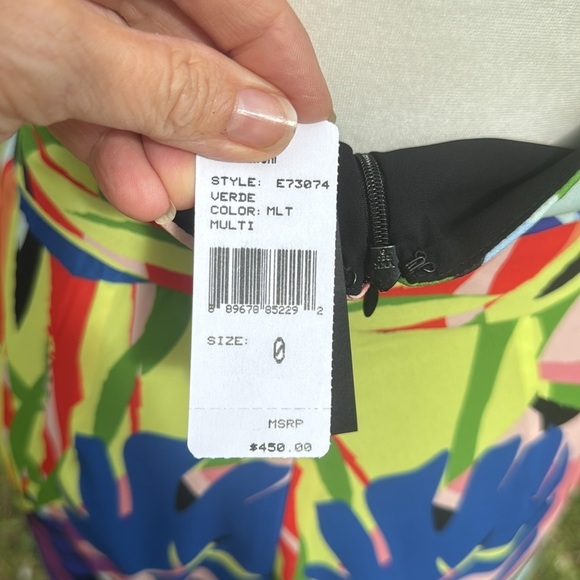 STYLE: E73074
VERDE
COLOR: MLT
MULTI
8 89678 85229 2
SIZE: 0
MSRP
$450.00